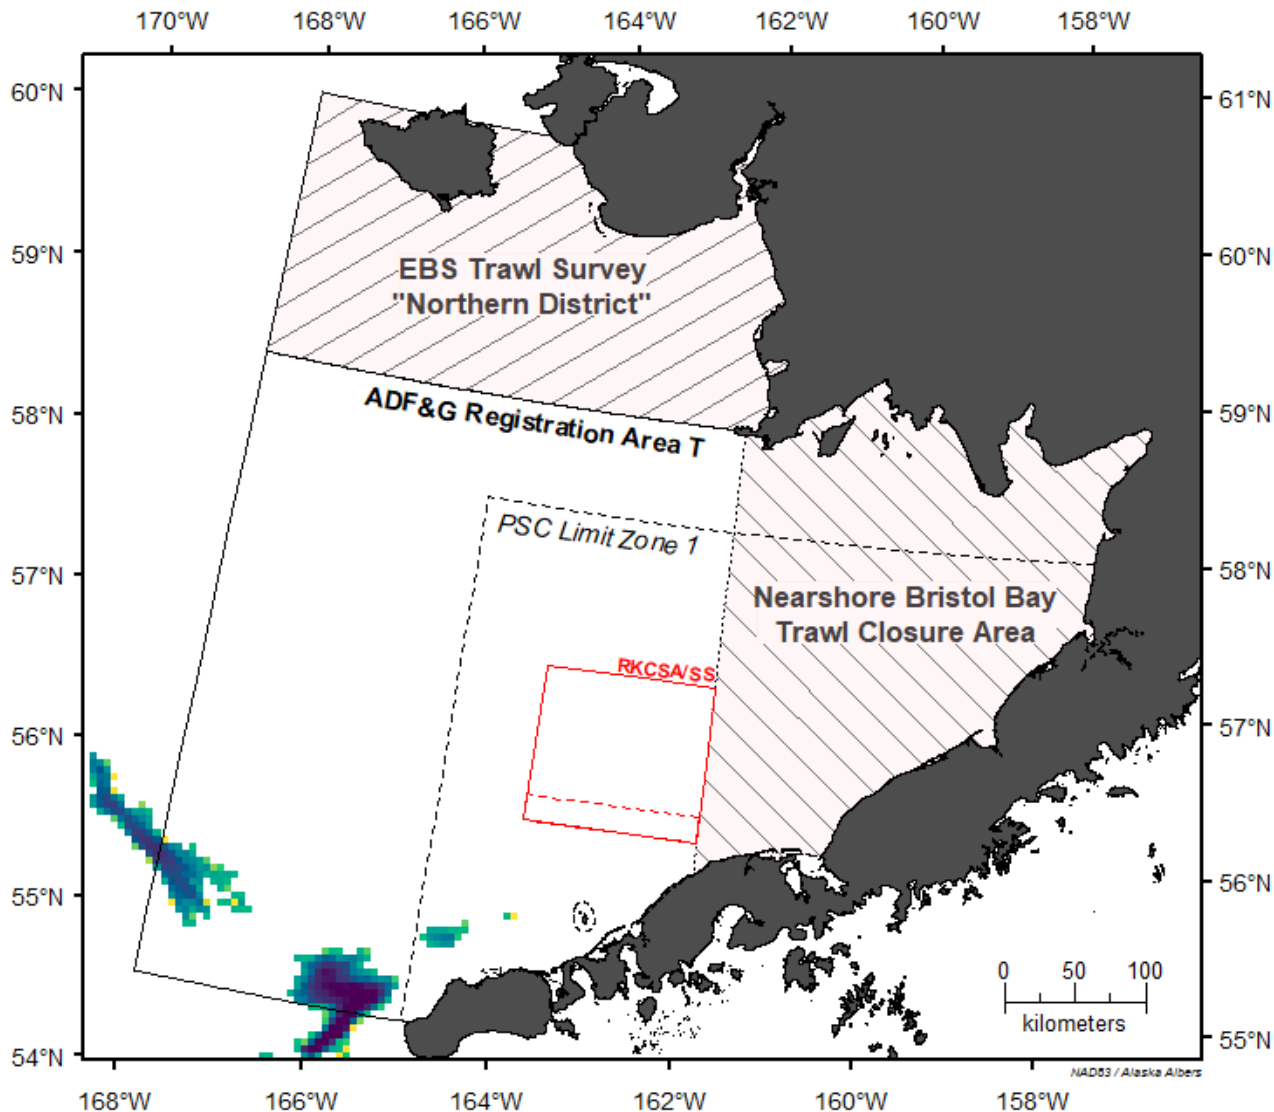 170°W 168°W 166°W 164°W 162°W 160°W 158°W
60°N
61°N
59°N
60°N
EBS Trawl Survey
"Northern District"
58°N
59°N
ADF&G Registration Area T
PSC Limit Zone 1
57°N
58°N
Nearshore Bristol Bay
Trawl Closure Area
RKCSA/SS
56°N
57°N
55°N
56°N
0 50 100
kilometers
54°N
55°N
NAD83 / Alaska Albers
168°W 166°W 164°W 162°W 160°W 158°W